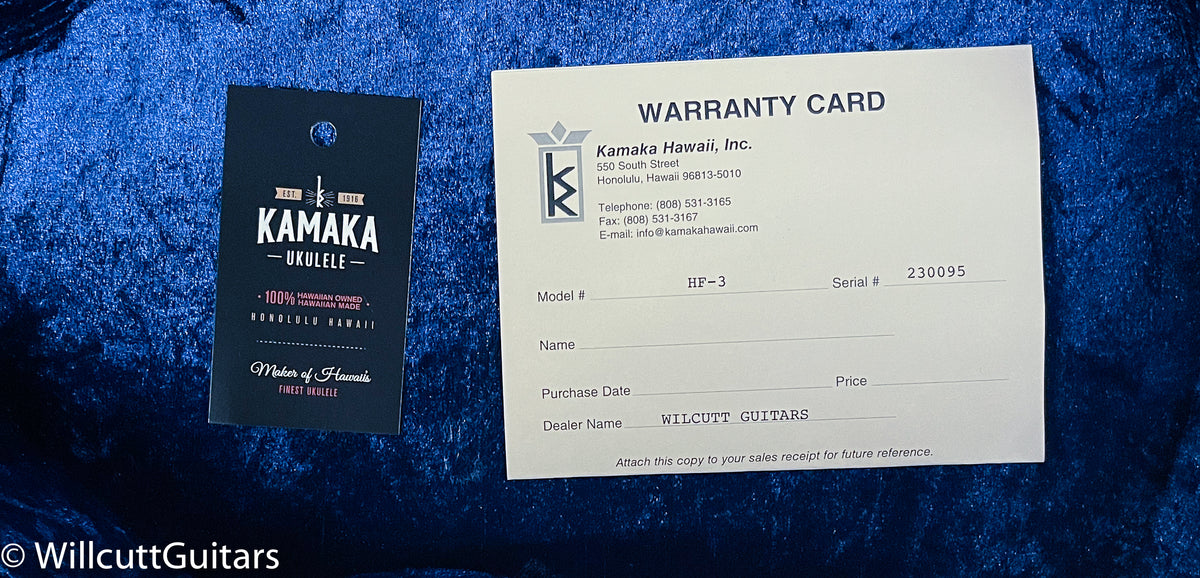 EST. 1916
KAMAKA
— UKULELE —
• 100% HAWAIIAN OWNED
HAWAIIAN MADE •
HONOLULU HAWAII
Maker of Hawaii's
FINEST UKULELE
WARRANTY CARD
Kamaka Hawaii, Inc.
550 South Street
Honolulu, Hawaii 96813-5010
Telephone: (808) 531-3165
Fax: (808) 531-3167
E-mail: info@kamakahawaii.com
Model # HF-3 Serial # 230095
Name
Purchase Date Price
Dealer Name WILCUTT GUITARS
Attach this copy to your sales receipt for future reference.
© WillcuttGuitars